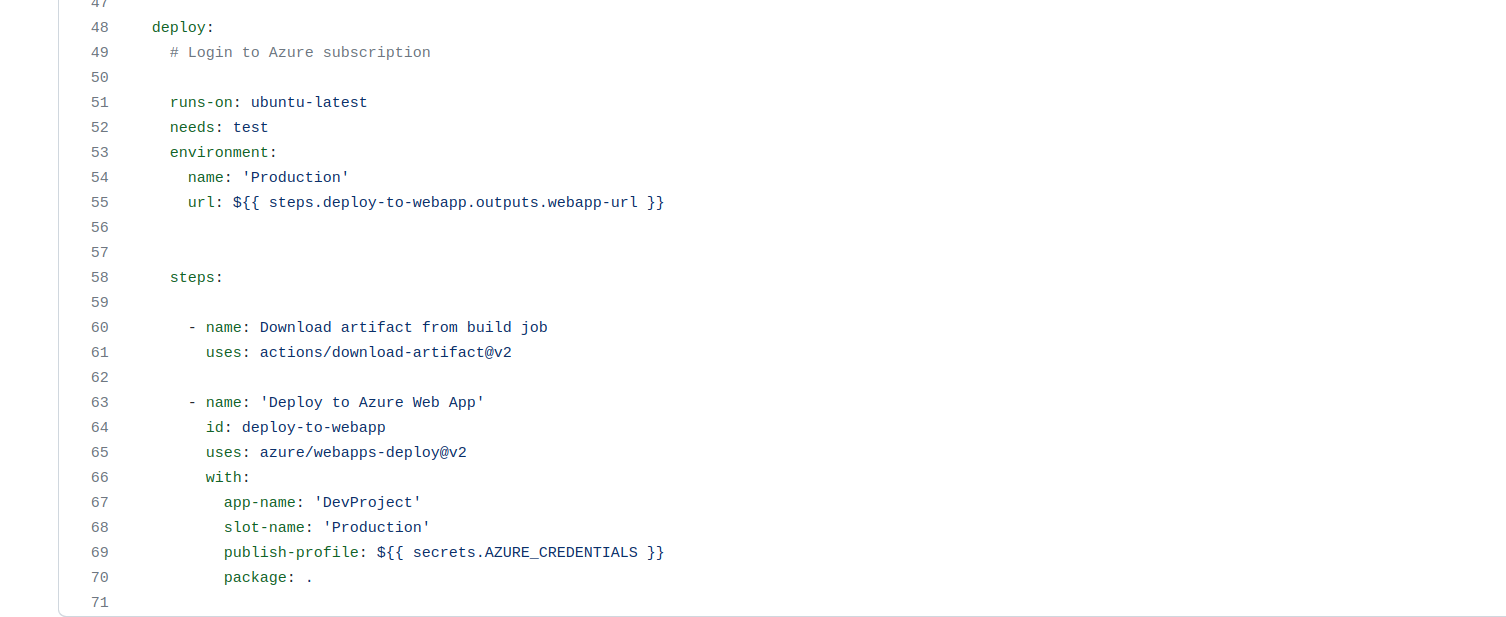 47
48 deploy:
49 # Login to Azure subscription
50
51 runs-on: ubuntu-latest
52 needs: test
53 environment:
54 name: 'Production'
55 url: ${{ steps.deploy-to-webapp.outputs.webapp-url }}
56
57
58 steps:
59
60 - name: Download artifact from build job
61 uses: actions/download-artifact@v2
62
63 - name: 'Deploy to Azure Web App'
64 id: deploy-to-webapp
65 uses: azure/webapps-deploy@v2
66 with:
67 app-name: 'DevProject'
68 slot-name: 'Production'
69 publish-profile: ${{ secrets.AZURE_CREDENTIALS }}
70 package: .
71